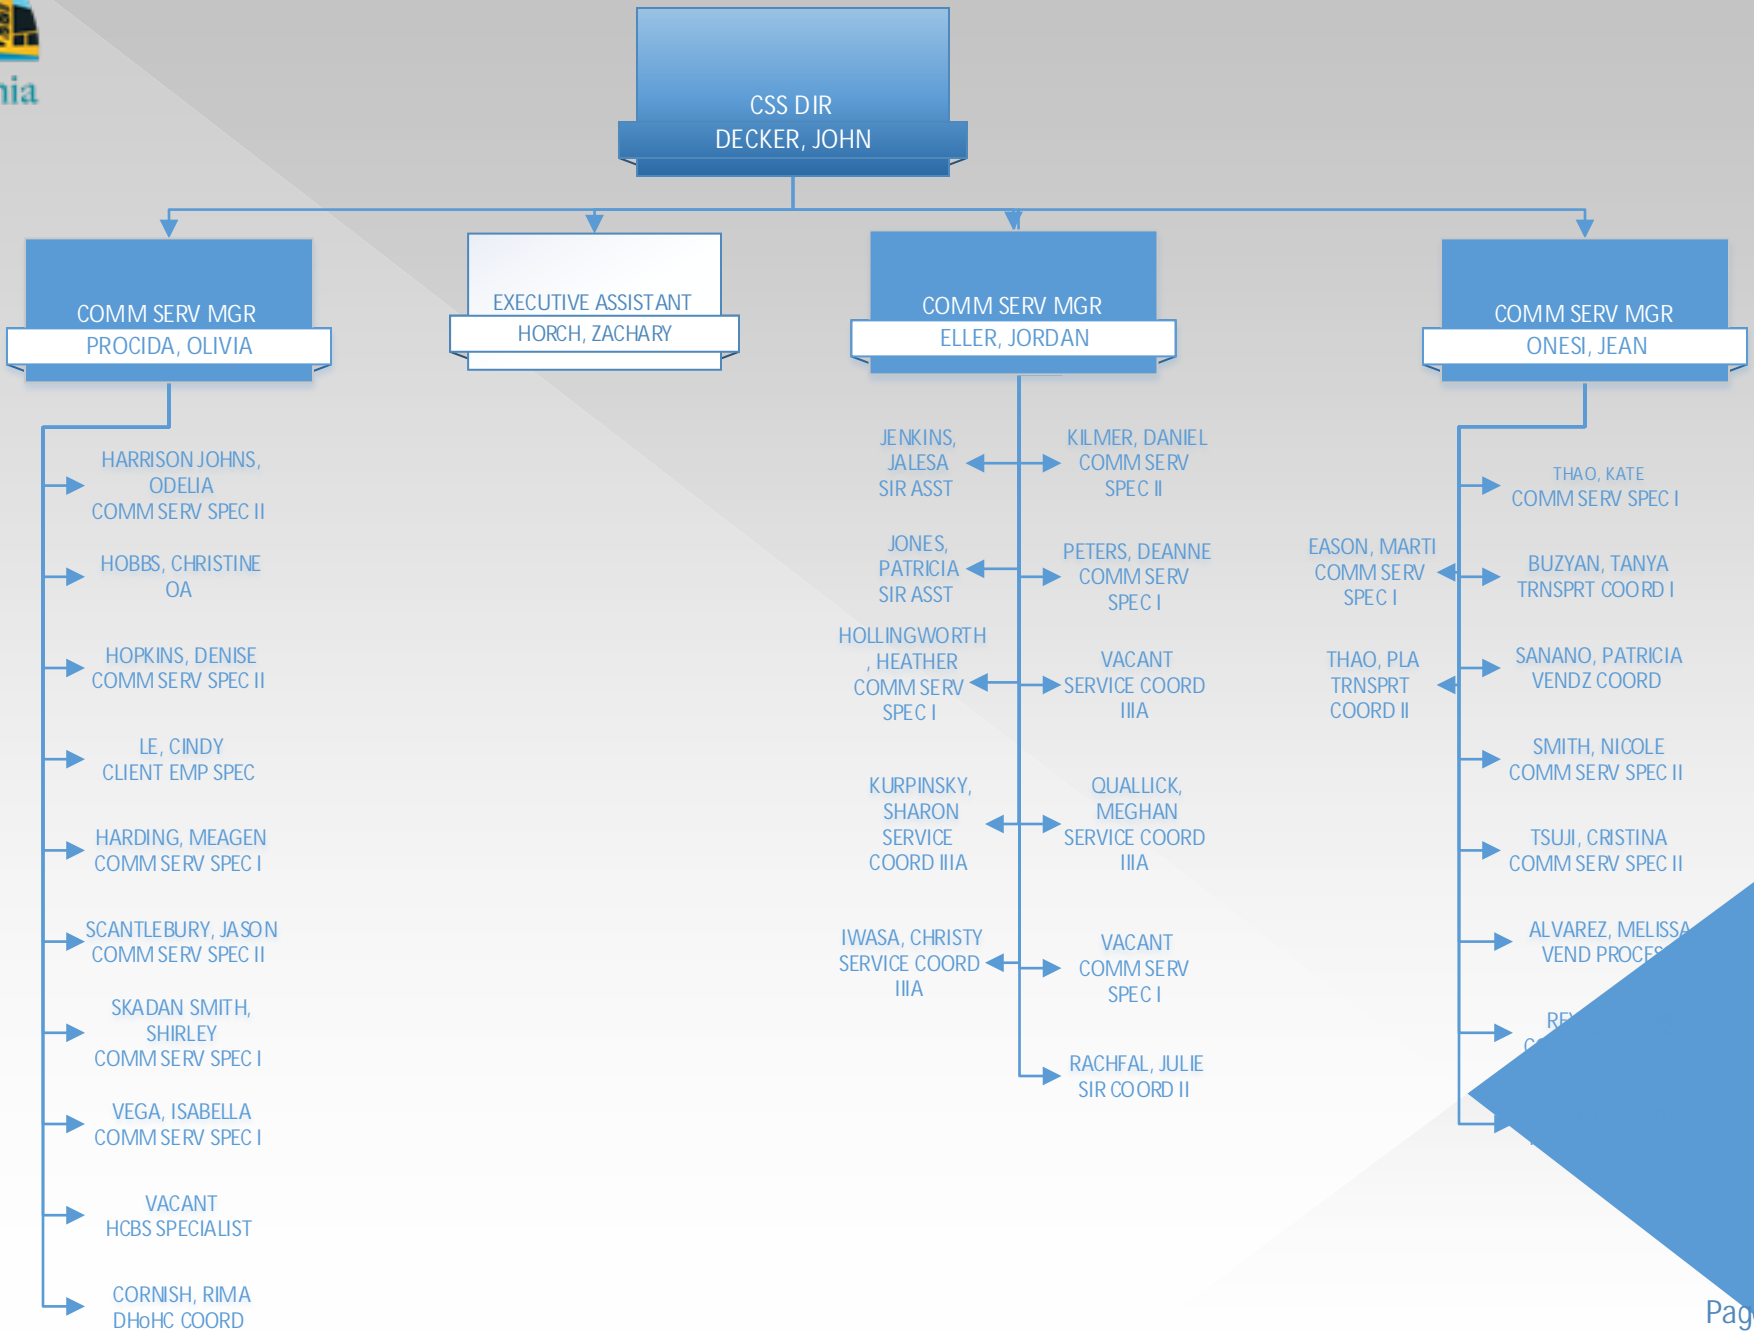 CSS DIR
DECKER, JOHN
COMM SERV MGR
PROCIDA, OLIVIA
EXECUTIVE ASSISTANT
HORCH, ZACHARY
COMM SERV MGR
ELLER, JORDAN
COMM SERV MGR
ONESI, JEAN
HARRISON JOHNS,
ODELIA
COMM SERV SPEC II
HOBBS, CHRISTINE
OA
HOPKINS, DENISE
COMM SERV SPEC II
LE, CINDY
CLIENT EMP SPEC
HARDING, MEAGEN
COMM SERV SPEC I
SCANTLEBURY, JASON
COMM SERV SPEC II
SKADAN SMITH,
SHIRLEY
COMM SERV SPEC I
VEGA, ISABELLA
COMM SERV SPEC I
VACANT
HCBS SPECIALIST
CORNISH, RIMA
DHoHC COORD
JENKINS,
JALESA
SIR ASST
JONES,
PATRICIA
SIR ASST
HOLLINGWORTH
, HEATHER
COMM SERV
SPEC I
KURPINSKY,
SHARON
SERVICE
COORD IIIA
IWASA, CHRISTY
SERVICE COORD
IIIA
KILMER, DANIEL
COMM SERV
SPEC II
PETERS, DEANNE
COMM SERV
SPEC I
VACANT
SERVICE COORD
IIIA
QUALLICK,
MEGHAN
SERVICE COORD
IIIA
VACANT
COMM SERV
SPEC I
RACHFAL, JULIE
SIR COORD II
EASON, MARTI
COMM SERV
SPEC I
THAO, PLA
TRNSPRT
COORD II
THAO, KATE
COMM SERV SPEC I
BUZYAN, TANYA
TRNSPRT COORD I
SANANO, PATRICIA
VENDZ COORD
SMITH, NICOLE
COMM SERV SPEC II
TSUJI, CRISTINA
COMM SERV SPEC II
ALVAREZ, MELISSA
VEND